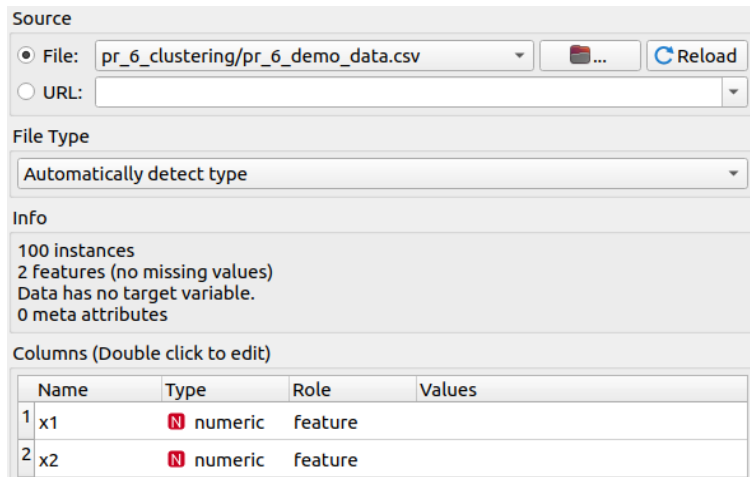 Source
File: pr_6_clustering/pr_6_demo_data.csv ... Reload
URL:
File Type
Automatically detect type
Info
100 instances
2 features (no missing values)
Data has no target variable.
0 meta attributes
Columns (Double click to edit)
Name Type Role Values
1 x1 N numeric feature
2 x2 N numeric feature